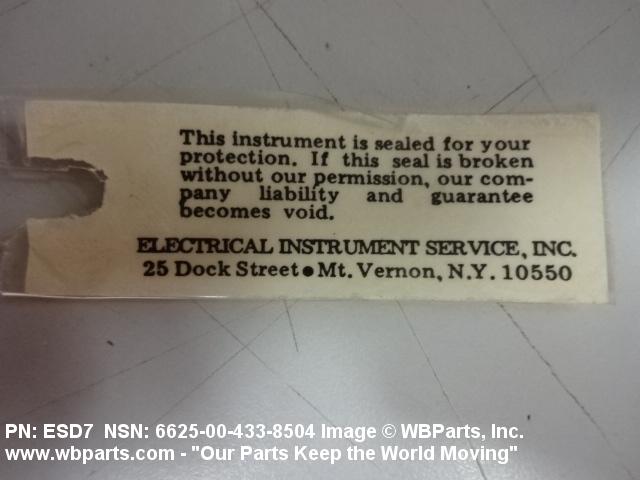 This instrument is sealed for your
protection. If this seal is broken
without our permission, our com-
pany liability and guarantee
becomes void.
ELECTRICAL INSTRUMENT SERVICE, INC.
25 Dock Street●Mt. Vernon, N.Y. 10550
PN: ESD7 NSN: 6625-00-433-8504 Image © WBParts, Inc.
www.wbparts.com - "Our Parts Keep the World Moving"